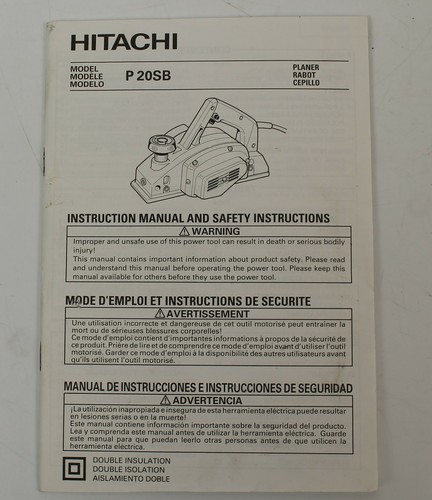 HITACHI
MODEL
MODÈLE
MODELO
P 20SB
PLANER
RABOT
CEPILLO
INSTRUCTION MANUAL AND SAFETY INSTRUCTIONS
⚠ WARNING
Improper and unsafe use of this power tool can result in death or serious bodily
injury!
This manual contains important information about product safety. Please read
and understand this manual before operating the power tool. Please keep this
manual available for others before they use the power tool.
MODE D'EMPLOI ET INSTRUCTIONS DE SECURITE
⚠ AVERTISSEMENT
Une utilisation incorrecte et dangereuse de cet outil motorisé peut entraîner la
mort ou de sérieuses blessures corporelles!
Ce mode d'emploi contient d'importantes informations à propos de la sécurité de
ce produit. Prière de lire et de comprendre ce mode d'emploi avant d'utiliser l'outil
motorisé. Garder ce mode d'emploi à la disponibilité des autres utilisateurs avant
qu'ils utilisent l'outil motorisé.
MANUAL DE INSTRUCCIONES E INSTRUCCIONES DE SEGURIDAD
⚠ ADVERTENCIA
¡La utilización inapropiada e insegura de esta herramienta eléctrica puede resultar
en lesiones serias o en la muerte!
Este manual contiene información importante sobre la seguridad del producto.
Lea y comprenda este manual antes de utilizar la herramienta eléctrica. Guarde
este manual para que puedan leerlo otras personas antes de que utilicen la
herramienta eléctrica.
DOUBLE INSULATION
DOUBLE ISOLATION
AISLAMIENTO DOBLE